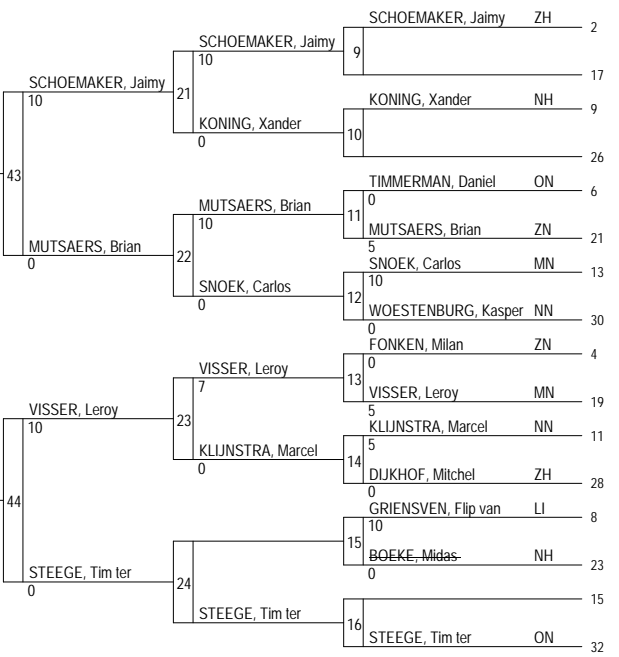 SCHOEMAKER, Jaimy ZH 2
SCHOEMAKER, Jaimy
9
10
17
SCHOEMAKER, Jaimy
21
10
KONING, Xander NH 9
KONING, Xander
10
0
26
43
TIMMERMAN, Daniel ON 6
0
MUTSAERS, Brian
11
10
MUTSAERS, Brian ZN 21
5
MUTSAERS, Brian
22
0
SNOEK, Carlos MN 13
10
SNOEK, Carlos
12
0
WOESTENBURG, Kasper NN 30
0
FONKEN, Milan ZN 4
0
VISSER, Leroy
13
7
VISSER, Leroy MN 19
5
VISSER, Leroy
23
10
KLIJNSTRA, Marcel NN 11
5
KLIJNSTRA, Marcel
14
0
DIJKHOF, Mitchel ZH 28
0
44
GRIENSVEN, Flip van LI 8
10
15
BOEKE, Midas NH 23
0
STEEGE, Tim ter
24
0
15
STEEGE, Tim ter
16
STEEGE, Tim ter ON 32